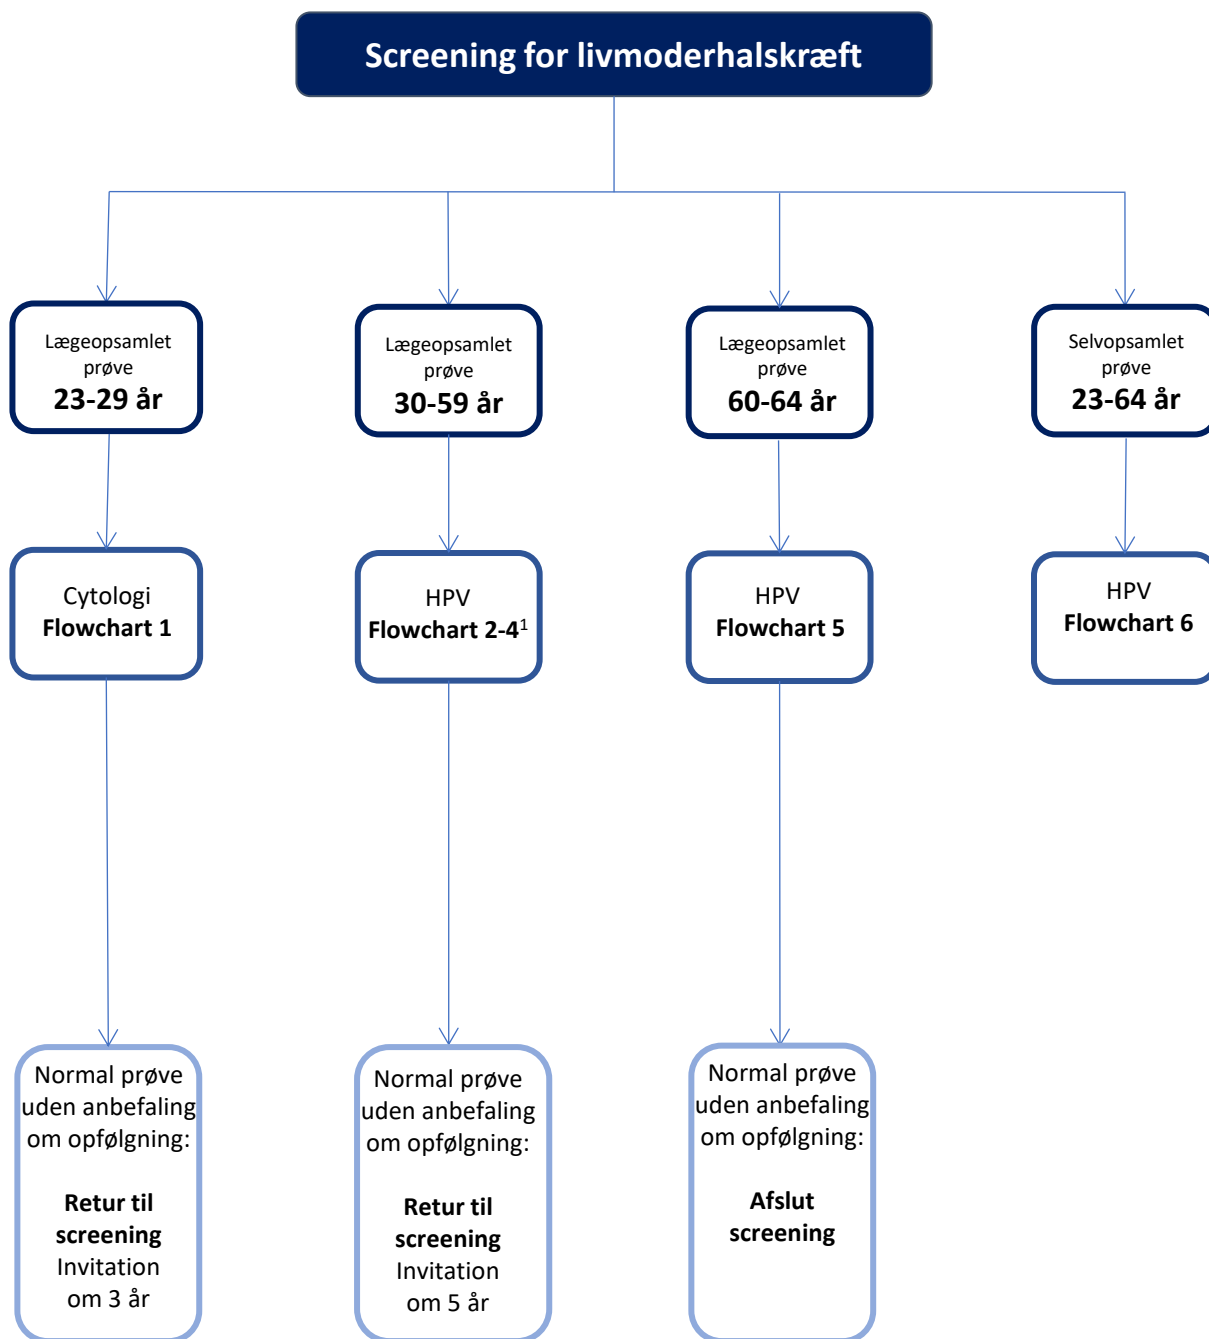 Screening for livmoderhalskræft
Lægeopsamlet
prøve
23-29 år
Lægeopsamlet
prøve
30-59 år
Lægeopsamlet
prøve
60-64 år
Selvopsamlet
prøve
23-64 år
Cytologi
Flowchart 1
HPV
Flowchart 2-4¹
HPV
Flowchart 5
HPV
Flowchart 6
Normal prøve
uden anbefaling
om opfølgning:
Retur til
screening
Invitation
om 3 år
Normal prøve
uden anbefaling
om opfølgning:
Retur til
screening
Invitation
om 5 år
Normal prøve
uden anbefaling
om opfølgning:
Afslut
screening